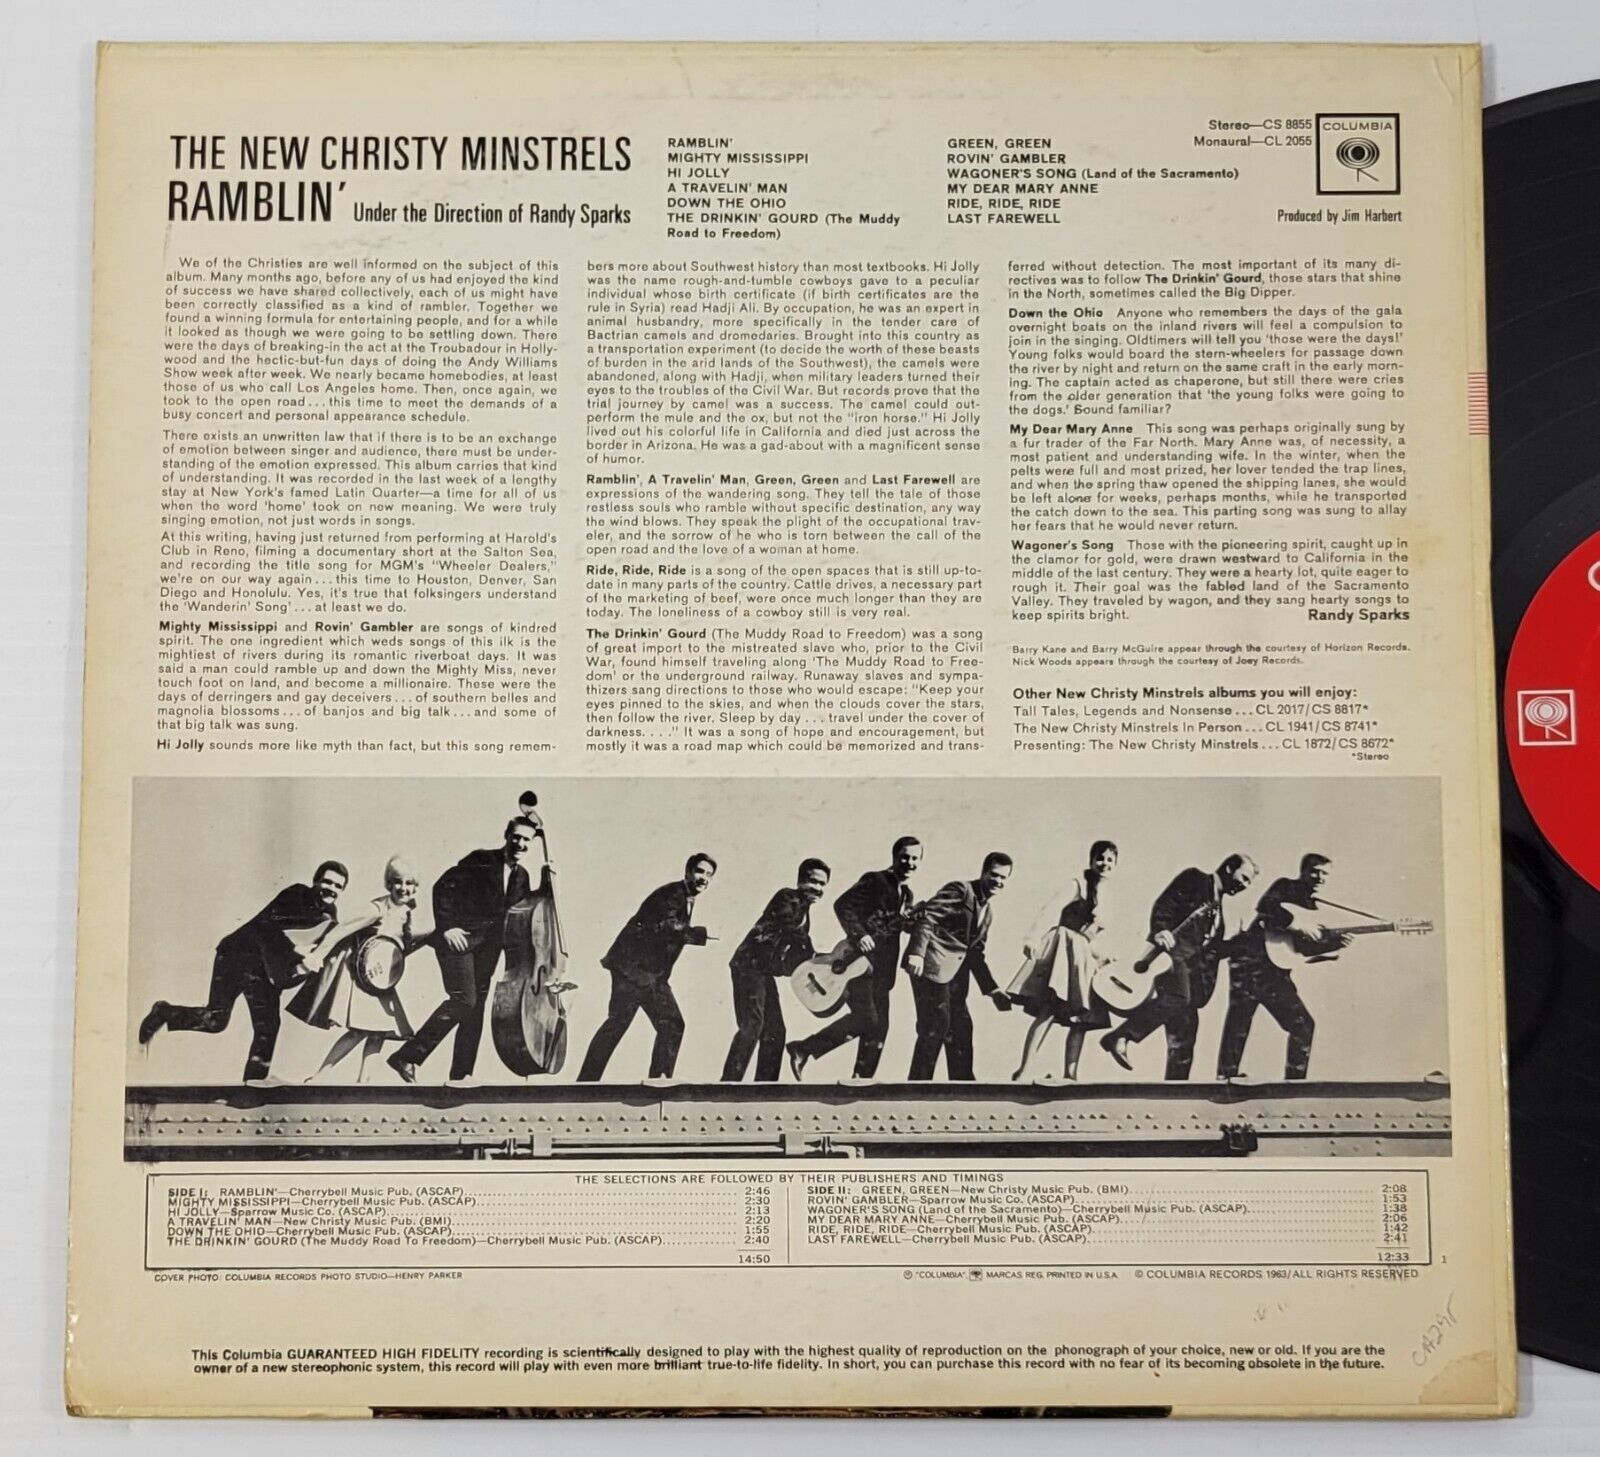 THE NEW CHRISTY MINSTRELS
RAMBLIN' Under the Direction of Randy Sparks
RAMBLIN'
MIGHTY MISSISSIPPI
HI JOLLY
A TRAVELIN' MAN
DOWN THE OHIO
THE DRINKIN' GOURD (The Muddy
Road to Freedom)
GREEN, GREEN
ROVIN' GAMBLER
WAGONER'S SONG (Land of the Sacramento)
MY DEAR MARY ANNE
RIDE, RIDE, RIDE
LAST FAREWELL
Stereo—CS 8855
Monaural—CL 2055
COLUMBIA
Produced by Jim Harbert
We of the Christies are well informed on the subject of this
album. Many months ago, before any of us had enjoyed the kind
of success we have shared collectively, each of us might have
been correctly classified as a kind of rambler. Together we
found a winning formula for entertaining people, and for a while
it looked as though we were going to be settling down. There
were the days of breaking-in the act at the Troubadour in Holly-
wood and the hectic-but-fun days of doing the Andy Williams
Show week after week. We nearly became homebodies, at least
those of us who call Los Angeles home. Then, once again, we
took to the open road...this time to meet the demands of a
busy concert and personal appearance schedule.
There exists an unwritten law that if there is to be an exchange
of emotion between singer and audience, there must be under-
standing of the emotion expressed. This album carries that kind
of understanding. It was recorded in the last week of a lengthy
stay at New York's famed Latin Quarter—a time for all of us
when the word 'home' took on new meaning. We were truly
singing emotion, not just words in songs.
At this writing, having just returned from performing at Harold's
Club in Reno, filming a documentary short at the Salton Sea,
and recording the title song for MGM's "Wheeler Dealers,"
we're on our way again...this time to Houston, Denver, San
Diego and Honolulu. Yes, it's true that folksingers understand
the 'Wanderin' Song'...at least we do.
Mighty Mississippi and Rovin' Gambler are songs of kindred
spirit. The one ingredient which weds songs of this ilk is the
mightiest of rivers during its romantic riverboat days. It was
said a man could ramble up and down the Mighty Miss, never
touch foot on land, and become a millionaire. These were the
days of derringers and gay deceivers...of southern belles and
magnolia blossoms...of banjos and big talk...and some of
that big talk was sung.
Hi Jolly sounds more like myth than fact, but this song remem-
bers more about Southwest history than most textbooks. Hi Jolly
was the name rough-and-tumble cowboys gave to a peculiar
individual whose birth certificate (if birth certificates are the
rule in Syria) read Hadji Ali. By occupation, he was an expert in
animal husbandry, more specifically in the tender care of
Bactrian camels and dromedaries. Brought into this country as
a transportation experiment (to decide the worth of these beasts
of burden in the arid lands of the Southwest), the camels were
abandoned, along with Hadji, when military leaders turned their
eyes to the troubles of the Civil War. But records prove that the
trial journey by camel was a success. The camel could out-
perform the mule and the ox, but not the "iron horse." Hi Jolly
lived out his colorful life in California and died just across the
border in Arizona. He was a gad-about with a magnificent sense
of humor.
Ramblin', A Travelin' Man, Green, Green and Last Farewell are
expressions of the wandering song. They tell the tale of those
restless souls who ramble without specific destination, any way
the wind blows. They speak the plight of the occupational trav-
eler, and the sorrow of he who is torn between the call of the
open road and the love of a woman at home.
Ride, Ride, Ride is a song of the open spaces that is still up-to-
date in many parts of the country. Cattle drives, a necessary part
of the marketing of beef, were once much longer than they are
today. The loneliness of a cowboy still is very real.
The Drinkin' Gourd (The Muddy Road to Freedom) was a song
of great import to the mistreated slave who, prior to the Civil
War, found himself traveling along 'The Muddy Road to Free-
dom' or the underground railway. Runaway slaves and sympa-
thizers sang directions to those who would escape: "Keep your
eyes pinned to the skies, and when the clouds cover the stars,
then follow the river. Sleep by day...travel under the cover of
darkness...." It was a song of hope and encouragement, but
mostly it was a road map which could be memorized and trans-
ferred without detection. The most important of its many di-
rectives was to follow The Drinkin' Gourd, those stars that shine
in the North, sometimes called the Big Dipper.
Down the Ohio Anyone who remembers the days of the gala
overnight boats on the inland rivers will feel a compulsion to
join in the singing. Oldtimers will tell you 'those were the days!'
Young folks would board the stern-wheelers for passage down
the river by night and return on the same craft in the early morn-
ing. The captain acted as chaperone, but still there were cries
from the older generation that 'the young folks were going to
the dogs.' Sound familiar?
My Dear Mary Anne This song was perhaps originally sung by
a fur trader of the Far North. Mary Anne was, of necessity, a
most patient and understanding wife. In the winter, when the
pelts were full and most prized, her lover tended the trap lines,
and when the spring thaw opened the shipping lanes, she would
be left alone for weeks, perhaps months, while he transported
the catch down to the sea. This parting song was sung to allay
her fears that he would never return.
Wagoner's Song Those with the pioneering spirit, caught up in
the clamor for gold, were drawn westward to California in the
middle of the last century. They were a hearty lot, quite eager to
rough it. Their goal was the fabled land of the Sacramento
Valley. They traveled by wagon, and they sang hearty songs to
keep spirits bright. Randy Sparks
Barry Kane and Barry McGuire appear through the courtesy of Horizon Records.
Nick Woods appears through the courtesy of Joey Records.
Other New Christy Minstrels albums you will enjoy:
Tall Tales, Legends and Nonsense...CL 2017/CS 8817*
The New Christy Minstrels In Person...CL 1941/CS 8741*
Presenting: The New Christy Minstrels...CL 1872/CS 8672*
*Stereo
THE SELECTIONS ARE FOLLOWED BY THEIR PUBLISHERS AND TIMINGS
SIDE I: RAMBLIN'—Cherrybell Music Pub. (ASCAP) 2:46
MIGHTY MISSISSIPPI—Cherrybell Music Pub. (ASCAP) 2:30
HI JOLLY—Sparrow Music Co. (ASCAP) 2:13
A TRAVELIN' MAN—New Christy Music Pub. (BMI) 2:20
DOWN THE OHIO—Cherrybell Music Pub. (ASCAP) 1:55
THE DRINKIN' GOURD (The Muddy Road To Freedom)—Cherrybell Music Pub. (ASCAP) 2:40
14:50
SIDE II: GREEN, GREEN—New Christy Music Pub. (BMI) 2:08
ROVIN' GAMBLER—Sparrow Music Co. (ASCAP) 1:53
WAGONER'S SONG (Land of the Sacramento)—Cherrybell Music Pub. (ASCAP) 1:38
MY DEAR MARY ANNE—Cherrybell Music Pub. (ASCAP) 2:06
RIDE, RIDE, RIDE—Cherrybell Music Pub. (ASCAP) 1:42
LAST FAREWELL—Cherrybell Music Pub. (ASCAP) 2:41
12:33
1
COVER PHOTO: COLUMBIA RECORDS PHOTO STUDIO—HENRY PARKER
℗ "COLUMBIA", MARCAS REG. PRINTED IN U.S.A. © COLUMBIA RECORDS 1963/ALL RIGHTS RESERVED
This Columbia GUARANTEED HIGH FIDELITY recording is scientifically designed to play with the highest quality of reproduction on the phonograph of your choice, new or old. If you are the
owner of a new stereophonic system, this record will play with even more brilliant true-to-life fidelity. In short, you can purchase this record with no fear of its becoming obsolete in the future.